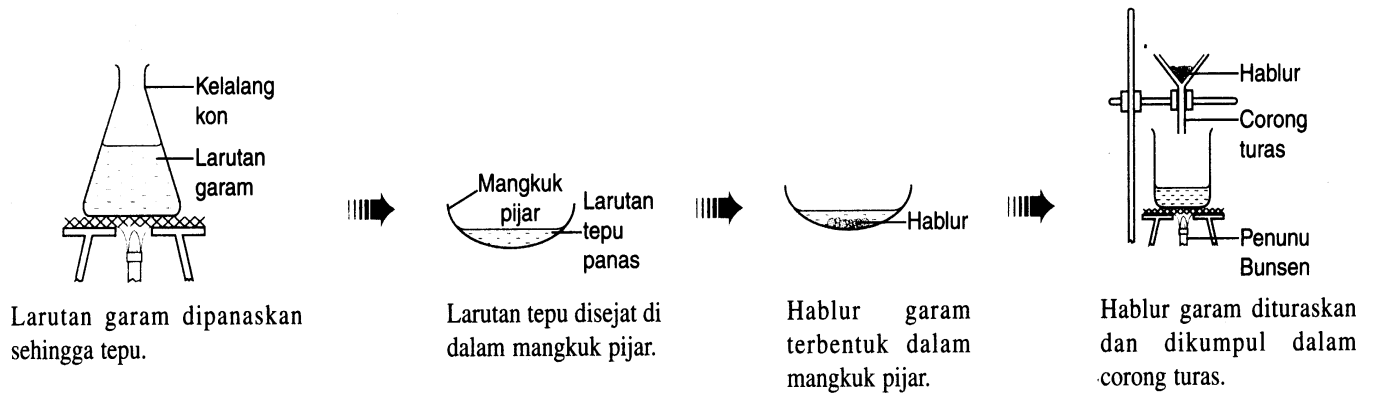 Kelalang
kon
Larutan
garam
Larutan garam dipanaskan
sehingga tepu.
Mangkuk
pijar
Larutan
tepu
panas
Larutan tepu disejat di
dalam mangkuk pijar.
Hablur
Hablur garam
terbentuk dalam
mangkuk pijar.
Hablur
Corong
turas
Penunu
Bunsen
Hablur garam dituraskan
dan dikumpul dalam
corong turas.